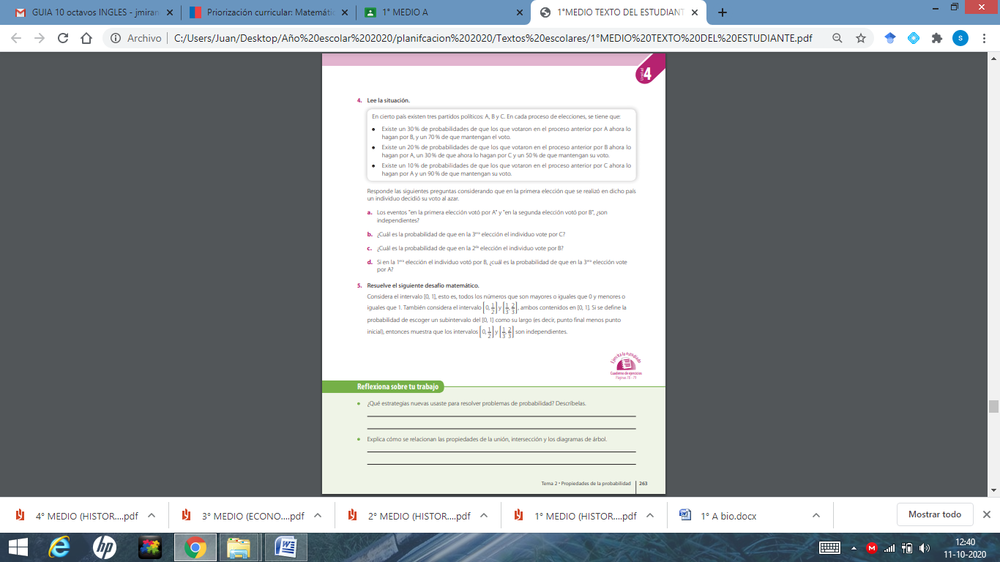 GUIA 10 octavos INGLES - jmiran
Priorización curricular: Matemátic
1° MEDIO A
1°MEDIO TEXTO DEL ESTUDIANT
Archivo
C:/Users/Juan/Desktop/Año%20escolar%202020/planifcacion%202020/Textos%20escolares/1°MEDIO%20TEXTO%20DEL%20ESTUDIANTE.pdf
S
Unidad
4
4. Lee la situación.
En cierto país existen tres partidos políticos: A, B y C. En cada proceso de elecciones, se tiene que:
• Existe un 30 % de probabilidades de que los que votaron en el proceso anterior por A ahora lo
hagan por B, y un 70 % de que mantengan el voto.
• Existe un 20 % de probabilidades de que los que votaron en el proceso anterior por B ahora lo
hagan por A, un 30 % de que ahora lo hagan por C y un 50 % de que mantengan su voto.
• Existe un 10 % de probabilidades de que los que votaron en el proceso anterior por C ahora lo
hagan por A y un 90 % de que mantengan su voto.
Responde las siguientes preguntas considerando que en la primera elección que se realizó en dicho país
un individuo decidió su voto al azar.
a. Los eventos "en la primera elección votó por A" y "en la segunda elección votó por B", ¿son
independientes?
b. ¿Cuál es la probabilidad de que en la 3era elección el individuo vote por C?
c. ¿Cuál es la probabilidad de que en la 2da elección el individuo vote por B?
d. Si en la 1era elección el individuo votó por B, ¿cuál es la probabilidad de que en la 3era elección vote
por A?
5. Resuelve el siguiente desafío matemático.
Considera el intervalo [0, 1], esto es, todos los números que son mayores o iguales que 0 y menores o
iguales que 1. También considera el intervalo [0, 1/2] y [1/3, 2/3], ambos contenidos en [0, 1]. Si se define la
probabilidad de escoger un subintervalo del [0, 1] como su largo (es decir, punto final menos punto
inicial), entonces muestra que los intervalos [0, 1/2] y [1/3, 2/3] son independientes.
Ejercita lo estudiado
Cuaderno de ejercicios
Páginas 78 - 79
Reflexiona sobre tu trabajo
• ¿Qué estrategias nuevas usaste para resolver problemas de probabilidad? Descríbelas.
• Explica cómo se relacionan las propiedades de la unión, intersección y los diagramas de árbol.
Tema 2 • Propiedades de la probabilidad
263
4° MEDIO (HISTOR....pdf
3° MEDIO (ECONO....pdf
2° MEDIO (HISTOR....pdf
1° MEDIO (HISTOR....pdf
1° A bio.docx
Mostrar todo
12:40
11-10-2020